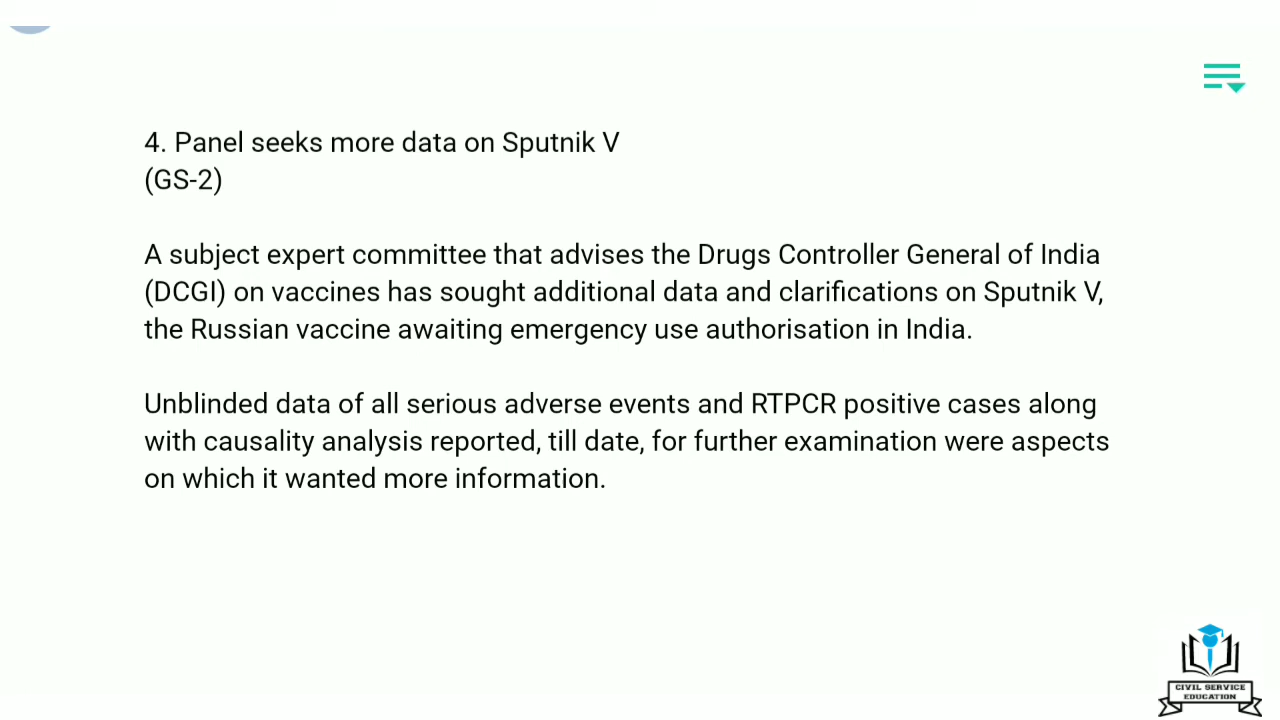 4. Panel seeks more data on Sputnik V
(GS-2)
A subject expert committee that advises the Drugs Controller General of India
(DCGI) on vaccines has sought additional data and clarifications on Sputnik V,
the Russian vaccine awaiting emergency use authorisation in India.
Unblinded data of all serious adverse events and RTPCR positive cases along
with causality analysis reported, till date, for further examination were aspects
on which it wanted more information.
CIVIL SERVICE
EDUCATION